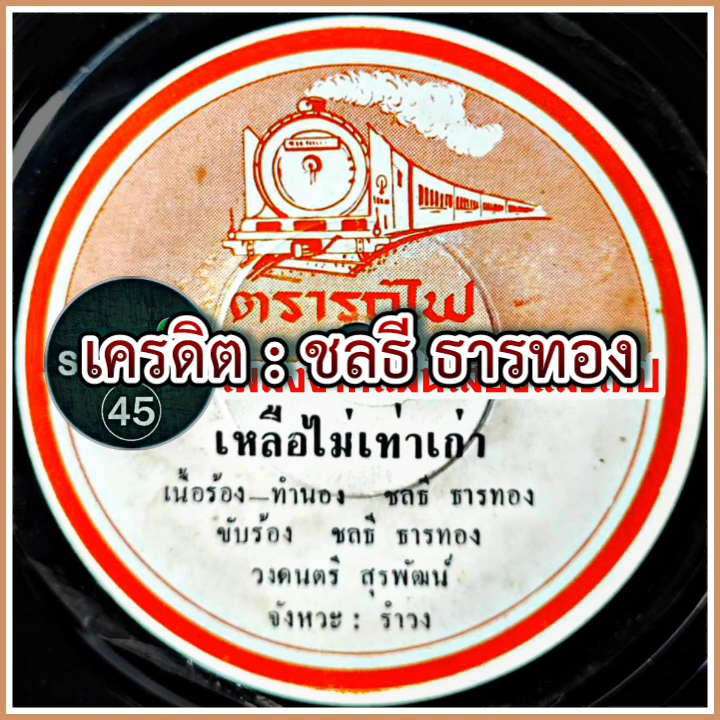 ตรารถไฟ
เครดิต : ชลธี ธารทอง
45
เหลือไม่เท่าเก่า
เนื้อร้อง—ทำนอง ชลธี ธารทอง
ขับร้อง ชลธี ธารทอง
วงดนตรี สุรพัฒน์
จังหวะ : รำวง